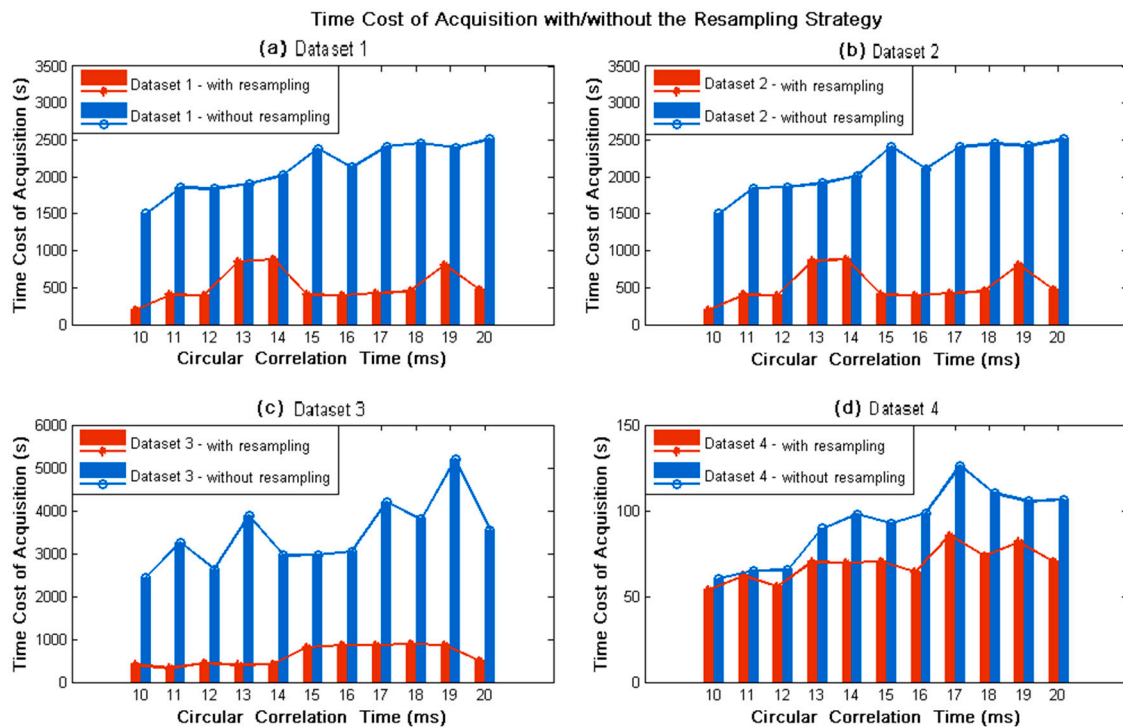 Time Cost of Acquisition with/without the Resampling Strategy
(a) Dataset 1
Time Cost of Acquisition (s)
3500
3000
2500
2000
1500
1000
500
0
Dataset 1 - with resampling
Dataset 1 - without resampling
10 11 12 13 14 15 16 17 18 19 20
Circular Correlation Time (ms)
(b) Dataset 2
Time Cost of Acquisition (s)
3500
3000
2500
2000
1500
1000
500
0
Dataset 2 - with resampling
Dataset 2 - without resampling
10 11 12 13 14 15 16 17 18 19 20
Circular Correlation Time (ms)
(c) Dataset 3
Time Cost of Acquisition (s)
6000
5000
4000
3000
2000
1000
0
Dataset 3 - with resampling
Dataset 3 - without resampling
10 11 12 13 14 15 16 17 18 19 20
Circular Correlation Time (ms)
(d) Dataset 4
Time Cost of Acquisition (s)
150
100
50
0
Dataset 4 - with resampling
Dataset 4 - without resampling
10 11 12 13 14 15 16 17 18 19 20
Circular Correlation Time (ms)